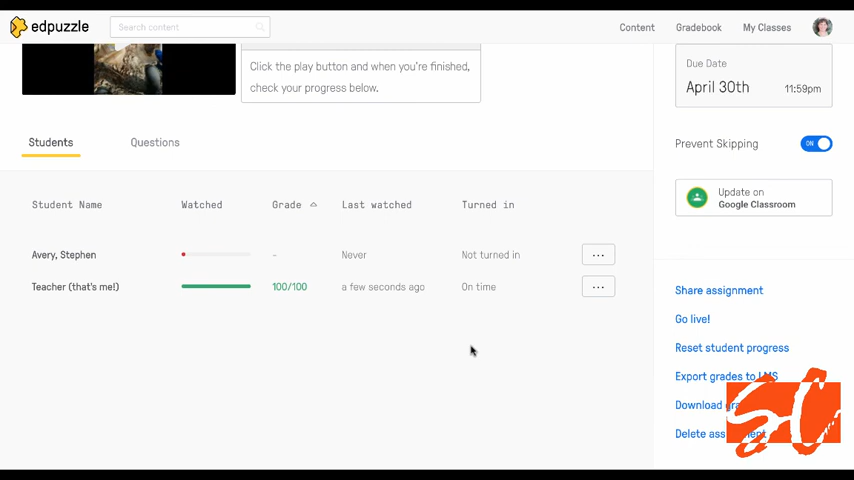 edpuzzle
Search content
Content
Gradebook
My Classes
Click the play button and when you're finished,
check your progress below.
Due Date
April 30th
11:59pm
Students
Questions
Prevent Skipping
ON
Update on
Google Classroom
Student Name
Watched
Grade
Last watched
Turned in
Avery, Stephen
-
Never
Not turned in
...
Teacher (that's me!)
100/100
a few seconds ago
On time
...
Share assignment
Go live!
Reset student progress
Export grades to LMS
Download
Delete